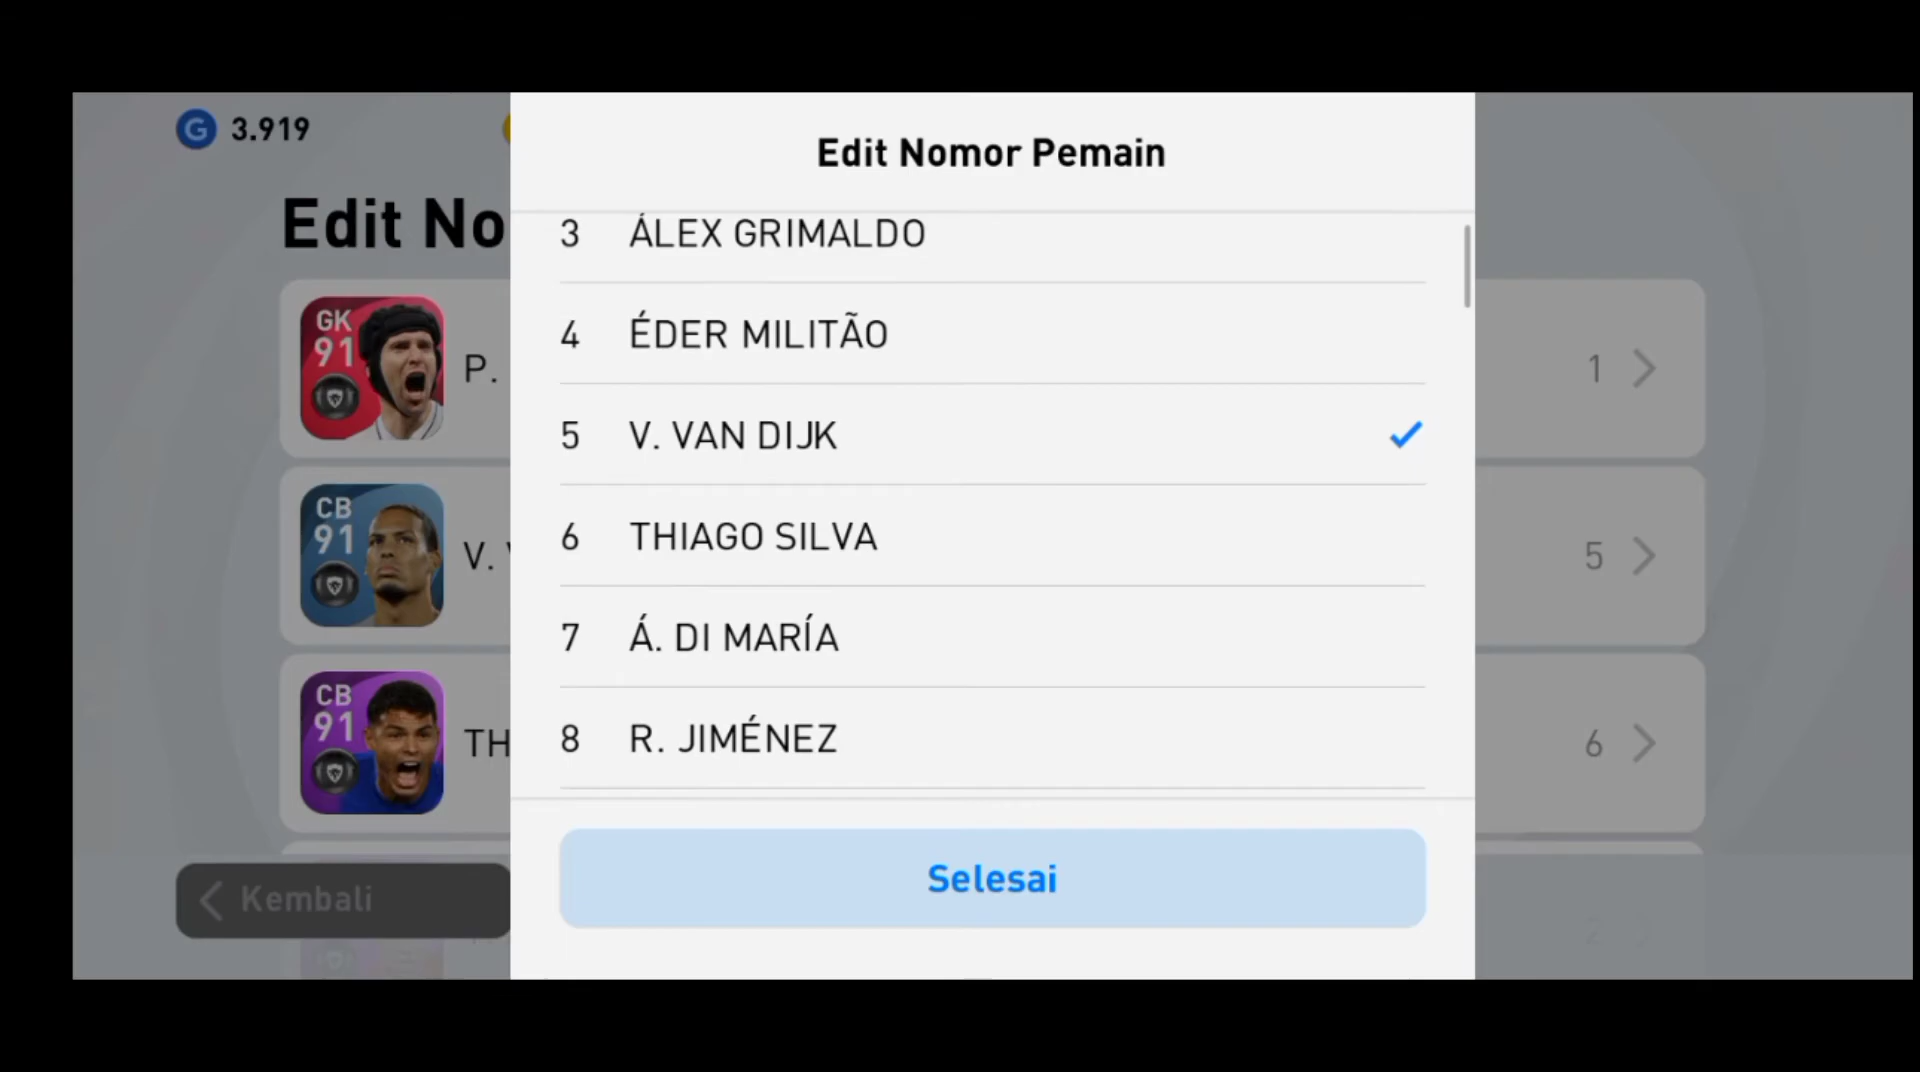 G 3.919
Edit No
Edit Nomor Pemain
3 ÁLEX GRIMALDO
4 ÉDER MILITÃO
5 V. VAN DIJK
6 THIAGO SILVA
7 Á. DI MARÍA
8 R. JIMÉNEZ
Selesai
GK
91
P.
1
CB
91
V.
5
CB
91
TH
6
2
Kembali